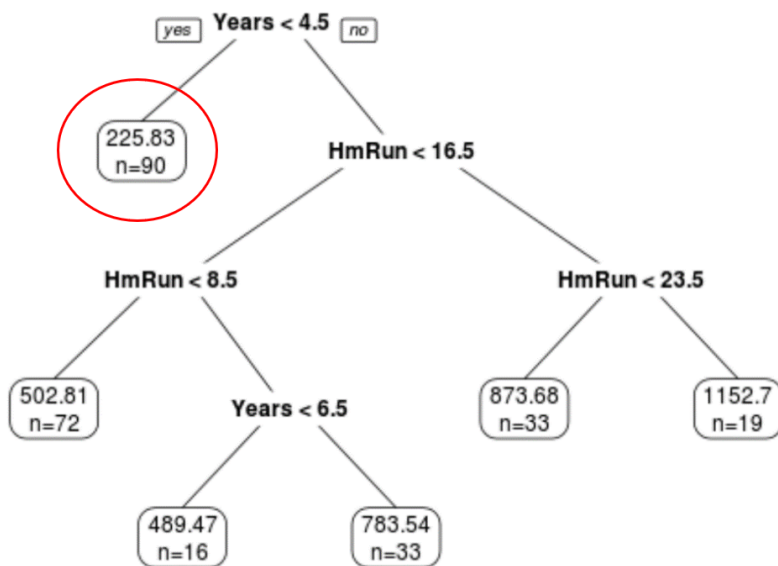 yes Years < 4.5 no
225.83
n=90
HmRun < 16.5
HmRun < 8.5
HmRun < 23.5
502.81
n=72
Years < 6.5
873.68
n=33
1152.7
n=19
489.47
n=16
783.54
n=33